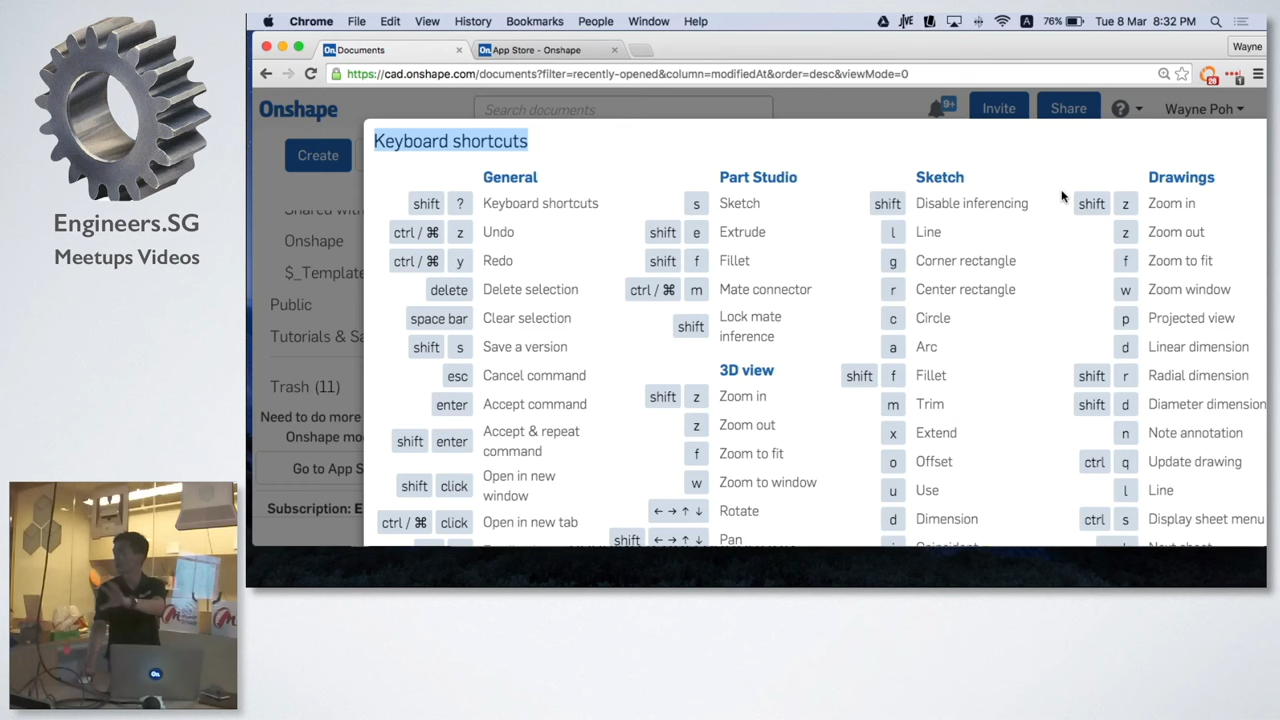 Engineers.SG
Meetups Videos
Chrome File Edit View History Bookmarks People Window Help
76% Tue 8 Mar 8:32 PM
Documents
App Store - Onshape
Wayne
https://cad.onshape.com/documents?filter=recently-opened&column=modifiedAt&order=desc&viewMode=0
Onshape
Search documents
9+
Invite
Share
Wayne Poh
Create
Onshape
$_Template
Public
Tutorials & Sa
Trash (11)
Need to do more
Onshape mo
Go to App S
Subscription: E
Keyboard shortcuts
General
shift ? Keyboard shortcuts
ctrl / ⌘ z Undo
ctrl / ⌘ y Redo
delete Delete selection
space bar Clear selection
shift s Save a version
esc Cancel command
enter Accept command
shift enter Accept & repeat
command
shift click Open in new
window
ctrl / ⌘ click Open in new tab
Part Studio
s Sketch
shift e Extrude
shift f Fillet
ctrl / ⌘ m Mate connector
shift Lock mate
inference
3D view
shift z Zoom in
z Zoom out
f Zoom to fit
w Zoom to window
← → ↑ ↓ Rotate
shift ← → ↑ ↓ Pan
Sketch
shift Disable inferencing
l Line
g Corner rectangle
r Center rectangle
c Circle
a Arc
shift f Fillet
m Trim
x Extend
o Offset
u Use
d Dimension
Drawings
shift z Zoom in
z Zoom out
f Zoom to fit
w Zoom window
p Projected view
d Linear dimension
shift r Radial dimension
shift d Diameter dimension
n Note annotation
ctrl q Update drawing
l Line
ctrl s Display sheet menu
On